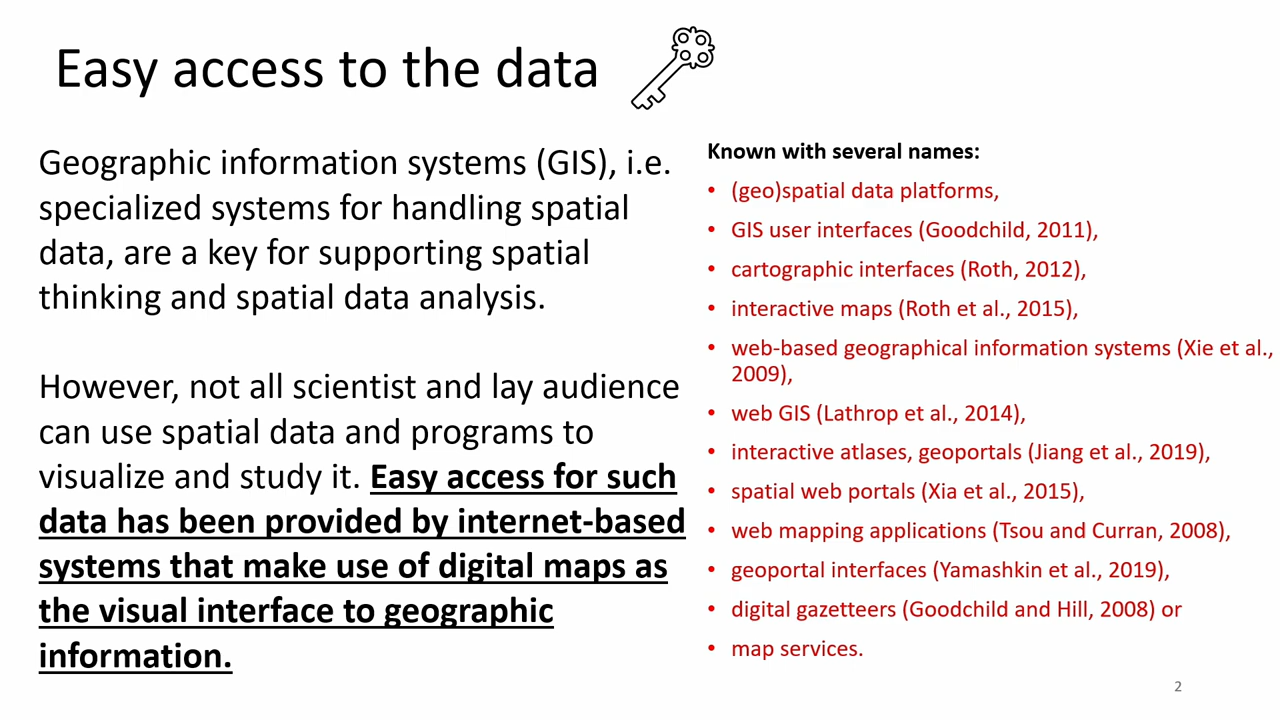 Easy access to the data
Geographic information systems (GIS), i.e.
specialized systems for handling spatial
data, are a key for supporting spatial
thinking and spatial data analysis.
However, not all scientist and lay audience
can use spatial data and programs to
visualize and study it. Easy access for such
data has been provided by internet-based
systems that make use of digital maps as
the visual interface to geographic
information.
Known with several names:
• (geo)spatial data platforms,
• GIS user interfaces (Goodchild, 2011),
• cartographic interfaces (Roth, 2012),
• interactive maps (Roth et al., 2015),
• web-based geographical information systems (Xie et al.,
2009),
• web GIS (Lathrop et al., 2014),
• interactive atlases, geoportals (Jiang et al., 2019),
• spatial web portals (Xia et al., 2015),
• web mapping applications (Tsou and Curran, 2008),
• geoportal interfaces (Yamashkin et al., 2019),
• digital gazetteers (Goodchild and Hill, 2008) or
• map services.
2